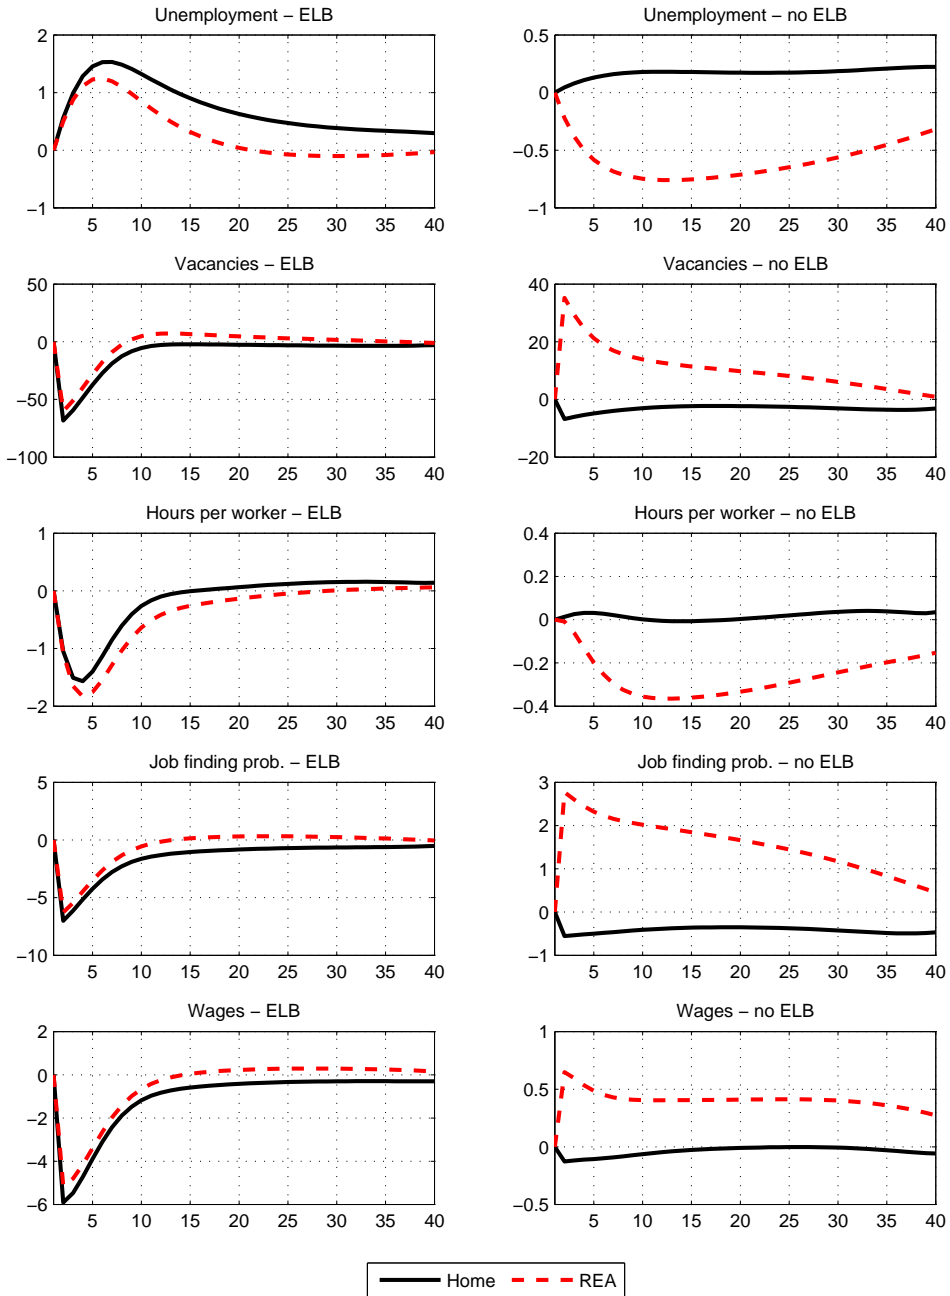 Unemployment − ELB
2
1
0
−1
5 10 15 20 25 30 35 40
Unemployment − no ELB
0.5
0
−0.5
−1
5 10 15 20 25 30 35 40
Vacancies − ELB
50
0
−50
−100
5 10 15 20 25 30 35 40
Vacancies − no ELB
40
20
0
−20
5 10 15 20 25 30 35 40
Hours per worker − ELB
1
0
−1
−2
5 10 15 20 25 30 35 40
Hours per worker − no ELB
0.4
0.2
0
−0.2
−0.4
5 10 15 20 25 30 35 40
Job finding prob. − ELB
5
0
−5
−10
5 10 15 20 25 30 35 40
Job finding prob. − no ELB
3
2
1
0
−1
5 10 15 20 25 30 35 40
Wages − ELB
2
0
−2
−4
−6
5 10 15 20 25 30 35 40
Wages − no ELB
1
0.5
0
−0.5
5 10 15 20 25 30 35 40
Home REA